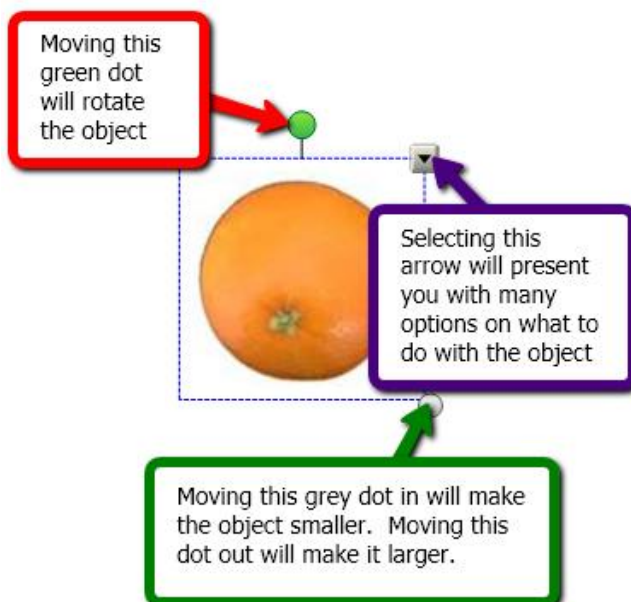 Moving this
green dot
will rotate
the object
Selecting this
arrow will present
you with many
options on what to
do with the object
Moving this grey dot in will make
the object smaller.  Moving this
dot out will make it larger.